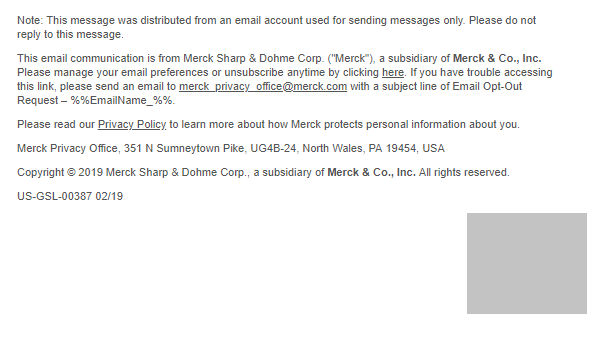 Note: This message was distributed from an email account used for sending messages only. Please do not
reply to this message.
This email communication is from Merck Sharp & Dohme Corp. ("Merck"), a subsidiary of Merck & Co., Inc.
Please manage your email preferences or unsubscribe anytime by clicking here. If you have trouble accessing
this link, please send an email to merck_privacy_office@merck.com with a subject line of Email Opt-Out
Request – %%EmailName_%%.
Please read our Privacy Policy to learn more about how Merck protects personal information about you.
Merck Privacy Office, 351 N Sumneytown Pike, UG4B-24, North Wales, PA 19454, USA
Copyright © 2019 Merck Sharp & Dohme Corp., a subsidiary of Merck & Co., Inc. All rights reserved.
US-GSL-00387 02/19